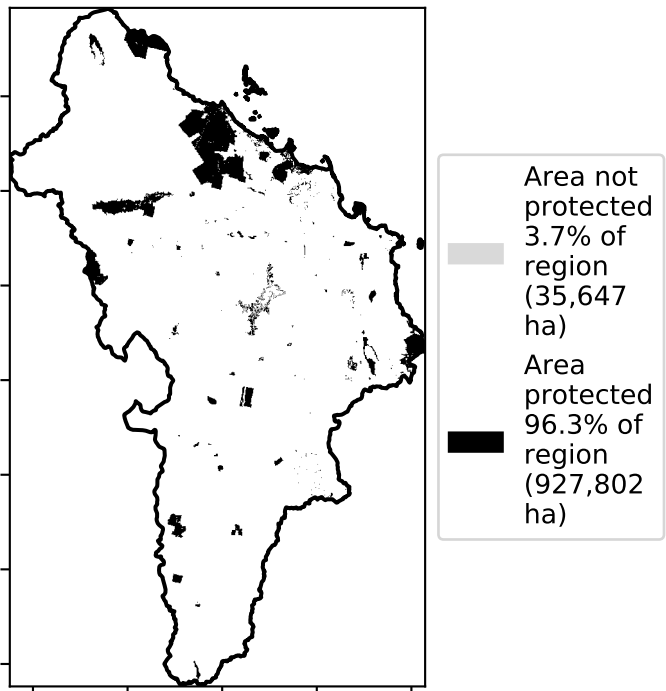 Area not
protected
3.7% of
region
(35,647
ha)
Area
protected
96.3% of
region
(927,802
ha)